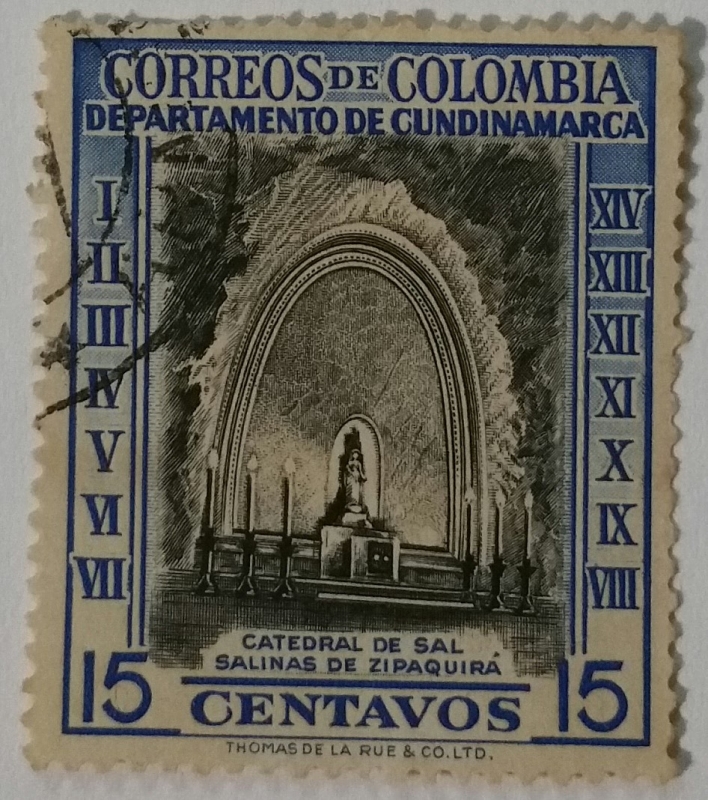 CORREOS DE COLOMBIA
DEPARTAMENTO DE CUNDINAMARCA
I
II
III
IV
V
VI
VII
XIV
XIII
XII
XI
X
IX
VIII
CATEDRAL DE SAL
SALINAS DE ZIPAQUIRÁ
15 CENTAVOS 15
THOMAS DE LA RUE & CO. LTD.